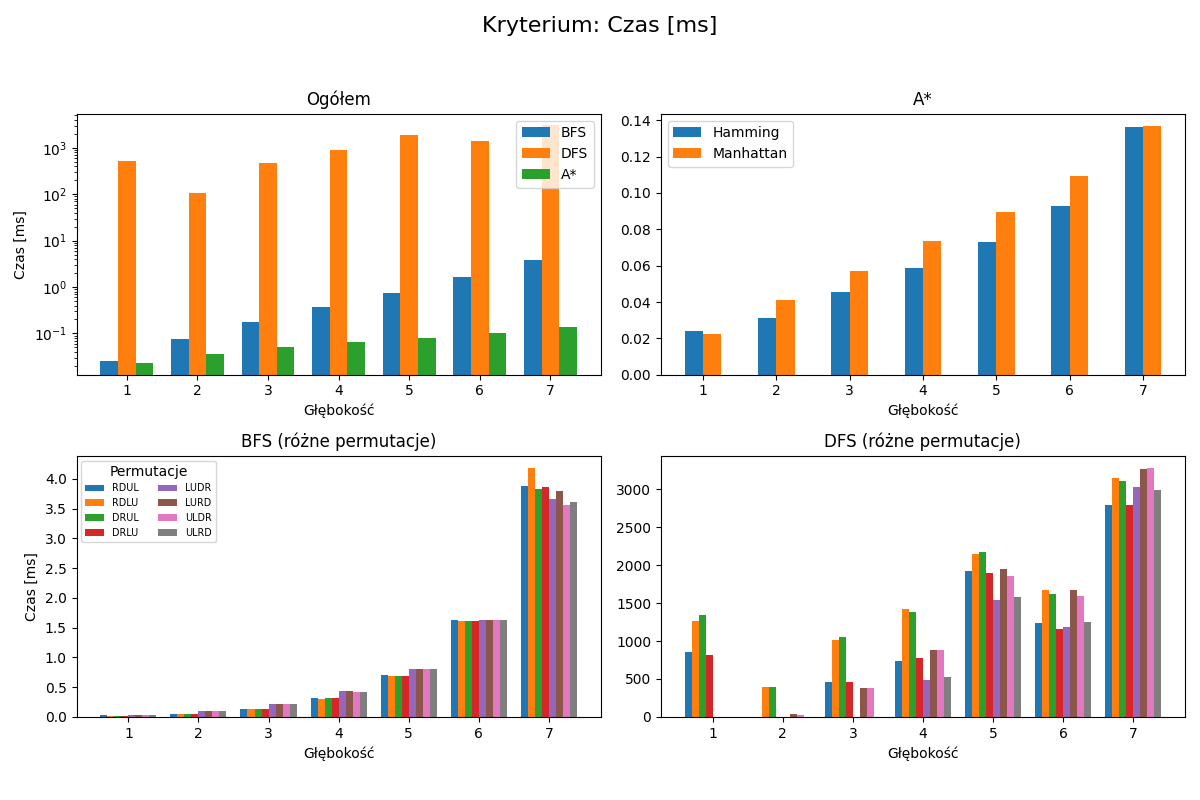 Kryterium: Czas [ms]
Ogółem
Czas [ms]
10³
10²
10¹
10⁰
10⁻¹
BFS
DFS
A*
1 2 3 4 5 6 7
Głębokość
A*
0.14
0.12
0.10
0.08
0.06
0.04
0.02
0.00
Hamming
Manhattan
1 2 3 4 5 6 7
Głębokość
BFS (różne permutacje)
Czas [ms]
4.0
3.5
3.0
2.5
2.0
1.5
1.0
0.5
0.0
Permutacje
RDUL LUDR
RDLU LURD
DRUL ULDR
DRLU ULRD
1 2 3 4 5 6 7
Głębokość
DFS (różne permutacje)
3000
2500
2000
1500
1000
500
0
1 2 3 4 5 6 7
Głębokość